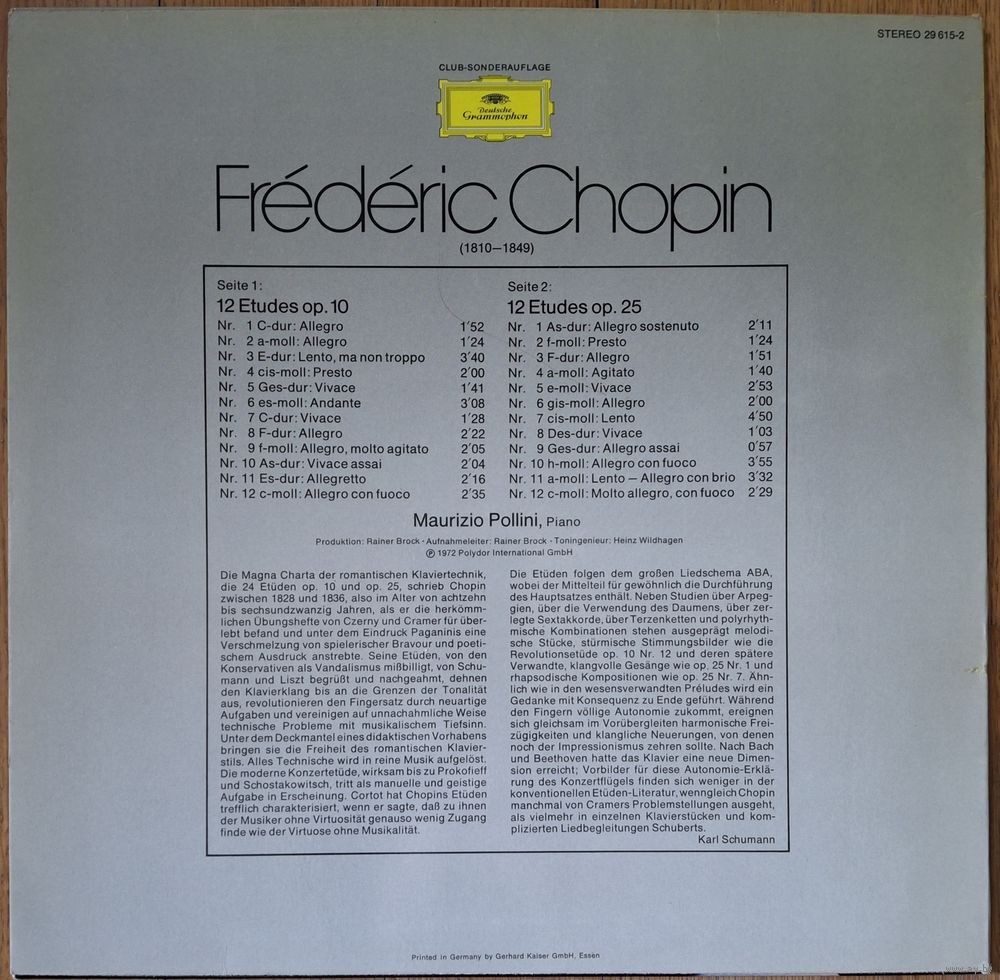 STEREO 29 615-2
CLUB-SONDERAUFLAGE
Deutsche
Grammophon
Frédéric Chopin
(1810—1849)
Seite 1:
12 Etudes op. 10
Nr. 1 C-dur: Allegro 1′52
Nr. 2 a-moll: Allegro 1′24
Nr. 3 E-dur: Lento, ma non troppo 3′40
Nr. 4 cis-moll: Presto 2′00
Nr. 5 Ges-dur: Vivace 1′41
Nr. 6 es-moll: Andante 3′08
Nr. 7 C-dur: Vivace 1′28
Nr. 8 F-dur: Allegro 2′22
Nr. 9 f-moll: Allegro, molto agitato 2′05
Nr. 10 As-dur: Vivace assai 2′04
Nr. 11 Es-dur: Allegretto 2′16
Nr. 12 c-moll: Allegro con fuoco 2′35
Seite 2:
12 Etudes op. 25
Nr. 1 As-dur: Allegro sostenuto 2′11
Nr. 2 f-moll: Presto 1′24
Nr. 3 F-dur: Allegro 1′51
Nr. 4 a-moll: Agitato 1′40
Nr. 5 e-moll: Vivace 2′53
Nr. 6 gis-moll: Allegro 2′00
Nr. 7 cis-moll: Lento 4′50
Nr. 8 Des-dur: Vivace 1′03
Nr. 9 Ges-dur: Allegro assai 0′57
Nr. 10 h-moll: Allegro con fuoco 3′55
Nr. 11 a-moll: Lento — Allegro con brio 3′32
Nr. 12 c-moll: Molto allegro, con fuoco 2′29
Maurizio Pollini, Piano
Produktion: Rainer Brock · Aufnahmeleiter: Rainer Brock · Toningenieur: Heinz Wildhagen
Ⓟ 1972 Polydor International GmbH
Die Magna Charta der romantischen Klaviertechnik,
die 24 Etüden op. 10 und op. 25, schrieb Chopin
zwischen 1828 und 1836, also im Alter von achtzehn
bis sechsundzwanzig Jahren, als er die herkömm-
lichen Übungshefte von Czerny und Cramer für über-
lebt befand und unter dem Eindruck Paganinis eine
Verschmelzung von spielerischer Bravour und poeti-
schem Ausdruck anstrebte. Seine Etüden, von den
Konservativen als Vandalismus mißbilligt, von Schu-
mann und Liszt begrüßt und nachgeahmt, dehnen
den Klavierklang bis an die Grenzen der Tonalität
aus, revolutionieren den Fingersatz durch neuartige
Aufgaben und vereinigen auf unnachahmliche Weise
technische Probleme mit musikalischem Tiefsinn.
Unter dem Deckmantel eines didaktischen Vorhabens
bringen sie die Freiheit des romantischen Klavier-
stils. Alles Technische wird in reine Musik aufgelöst.
Die moderne Konzertetüde, wirksam bis zu Prokofieff
und Schostakowitsch, tritt als manuelle und geistige
Aufgabe in Erscheinung. Cortot hat Chopins Etüden
trefflich charakterisiert, wenn er sagte, daß zu ihnen
der Musiker ohne Virtuosität genauso wenig Zugang
finde wie der Virtuose ohne Musikalität.
Die Etüden folgen dem großen Liedschema ABA,
wobei der Mittelteil für gewöhnlich die Durchführung
des Hauptsatzes enthält. Neben Studien über Arpeg-
gien, über die Verwendung des Daumens, über zer-
legte Sextakkorde, über Terzenketten und polyrhyth-
mische Kombinationen stehen ausgeprägt melodi-
sche Stücke, stürmische Stimmungsbilder wie die
Revolutionsetüde op. 10 Nr. 12 und deren spätere
Verwandte, klangvolle Gesänge wie op. 25 Nr. 1 und
rhapsodische Kompositionen wie op. 25 Nr. 7. Ähn-
lich wie in den wesensverwandten Préludes wird ein
Gedanke mit Konsequenz zu Ende geführt. Während
den Fingern völlige Autonomie zukommt, ereignen
sich gleichsam im Vorübergleiten harmonische Frei-
zügigkeiten und klangliche Neuerungen, von denen
noch der Impressionismus zehren sollte. Nach Bach
und Beethoven hatte das Klavier eine neue Dimen-
sion erreicht; Vorbilder für diese Autonomie-Erklä-
rung des Konzertflügels finden sich weniger in der
konventionellen Etüden-Literatur, wenngleich Chopin
manchmal von Cramers Problemstellungen ausgeht,
als vielmehr in einzelnen Klavierstücken und kom-
plizierten Liedbegleitungen Schuberts.
Karl Schumann
Printed in Germany by Gerhard Kaiser GmbH, Essen